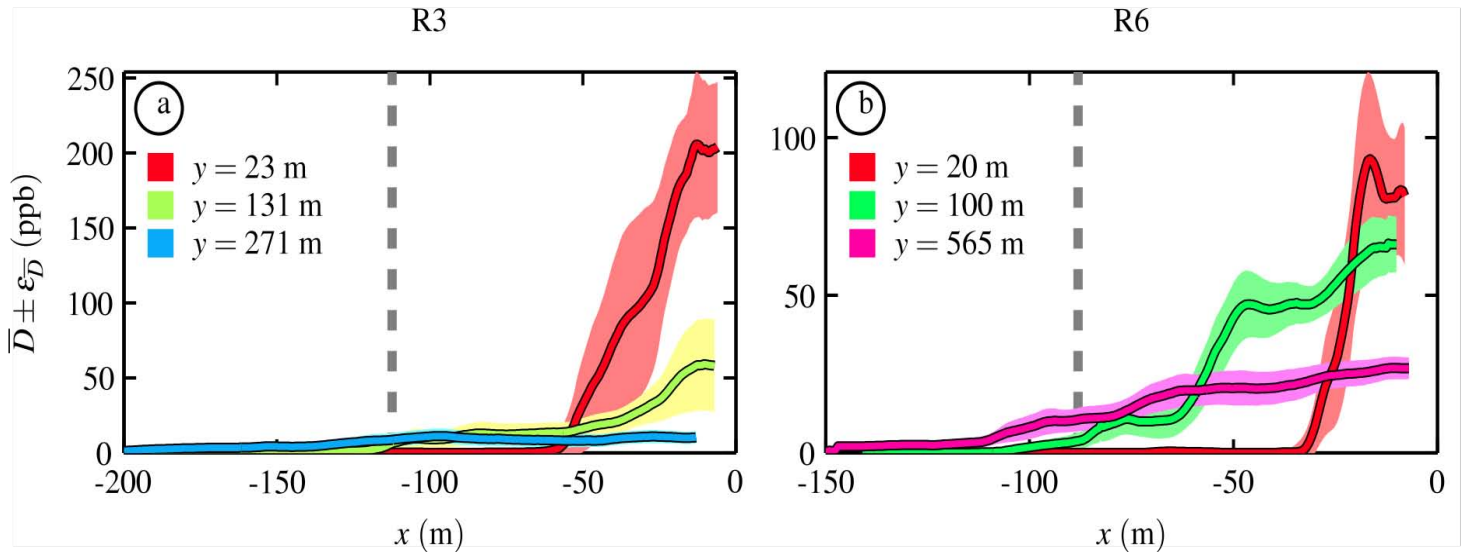 R3
R6
D̅ ± ε_D̅ (ppb)
a
250
200
150
100
50
0
y = 23 m
y = 131 m
y = 271 m
-200
-150
-100
-50
0
x (m)
b
100
50
0
y = 20 m
y = 100 m
y = 565 m
-150
-100
-50
0
x (m)